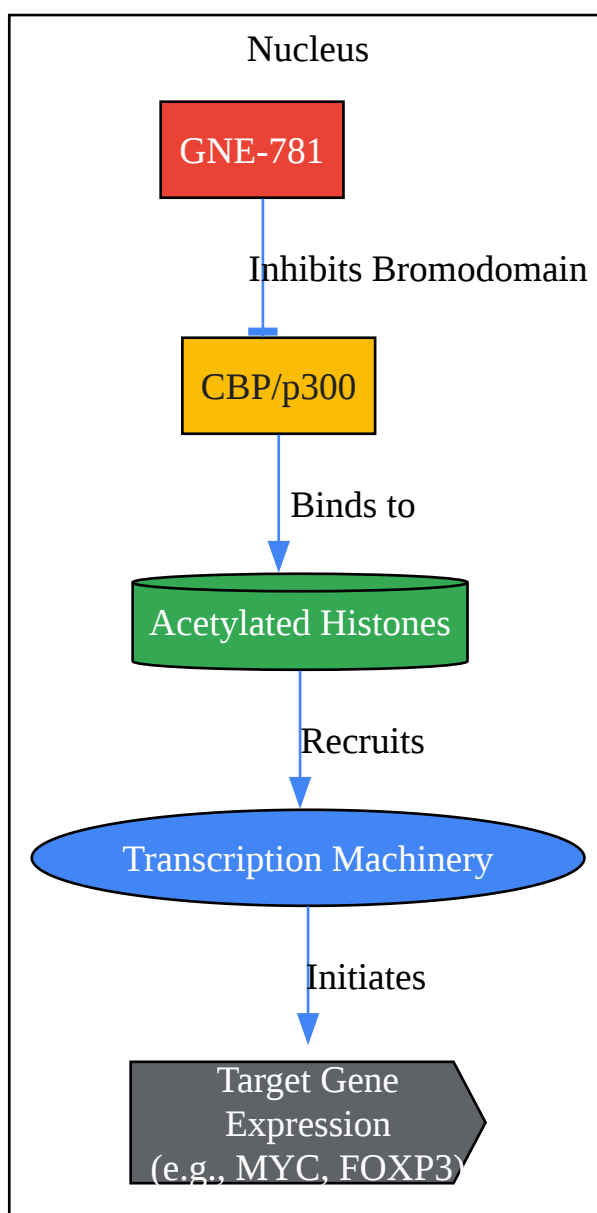 Nucleus
GNE-781
Inhibits Bromodomain
CBP/p300
Binds to
Acetylated Histones
Recruits
Transcription Machinery
Initiates
Target Gene
Expression
(e.g., MYC, FOXP3)